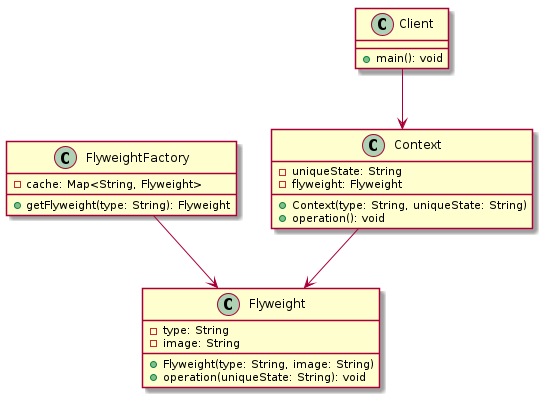 C Client
main(): void
C FlyweightFactory
cache: Map<String, Flyweight>
getFlyweight(type: String): Flyweight
C Context
uniqueState: String
flyweight: Flyweight
Context(type: String, uniqueState: String)
operation(): void
C Flyweight
type: String
image: String
Flyweight(type: String, image: String)
operation(uniqueState: String): void